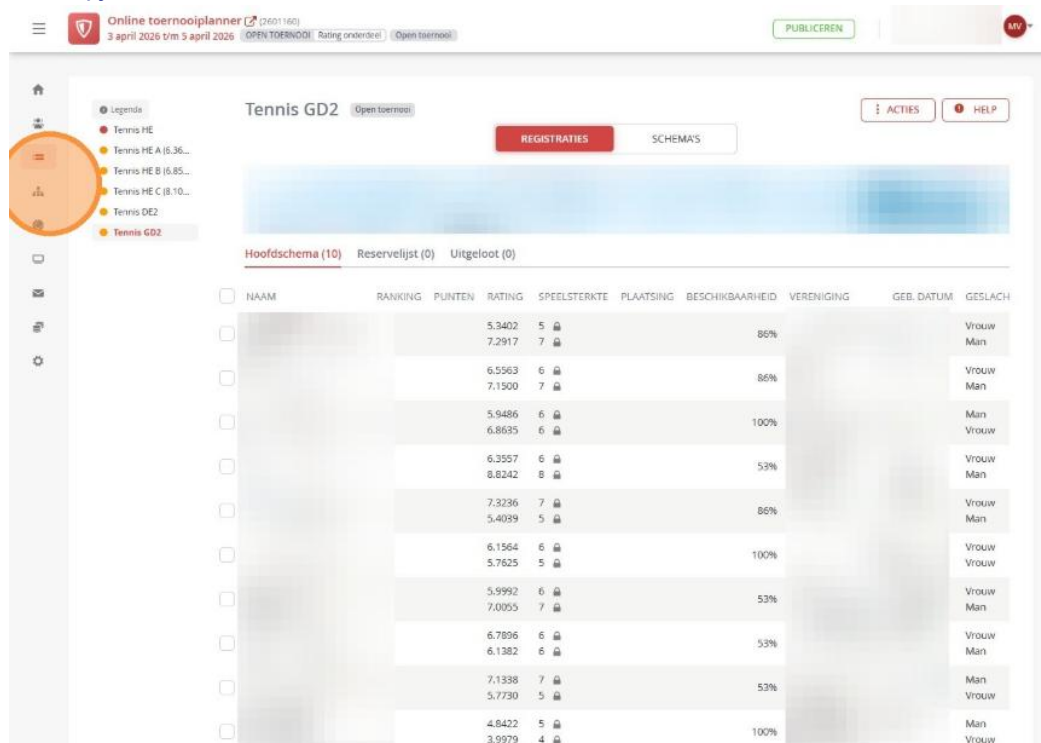 Online toernooiplanner (2601160)
3 april 2026 t/m 5 april 2026 OPEN TOERNOOI Rating onderdeel Open toernooi
PUBLICEREN
MV
Legenda
Tennis HE
Tennis HE A (6.36...
Tennis HE B (6.85...
Tennis HE C (8.10...
Tennis DE2
Tennis GD2
Tennis GD2 Open toernooi
ACTIES
HELP
REGISTRATIES SCHEMA'S
Hoofdschema (10) Reservelijst (0) Uitgeloot (0)
NAAM RANKING PUNTEN RATING SPEELSTERKTE PLAATSING BESCHIKBAARHEID VERENIGING GEB. DATUM GESLACH
5.3402 5 86% Vrouw
7.2917 7 Man
6.5563 6 86% Vrouw
7.1500 7 Man
5.9486 6 100% Man
6.8635 6 Vrouw
6.3557 6 53% Vrouw
8.8242 8 Man
7.3236 7 86% Vrouw
5.4039 5 Man
6.1564 6 100% Vrouw
5.7625 5 Vrouw
5.9992 6 53% Vrouw
7.0055 7 Man
6.7896 6 53% Vrouw
6.1382 6 Man
7.1338 7 53% Man
5.7730 5 Vrouw
4.8422 5 100% Man
3.9979 4 Vrouw